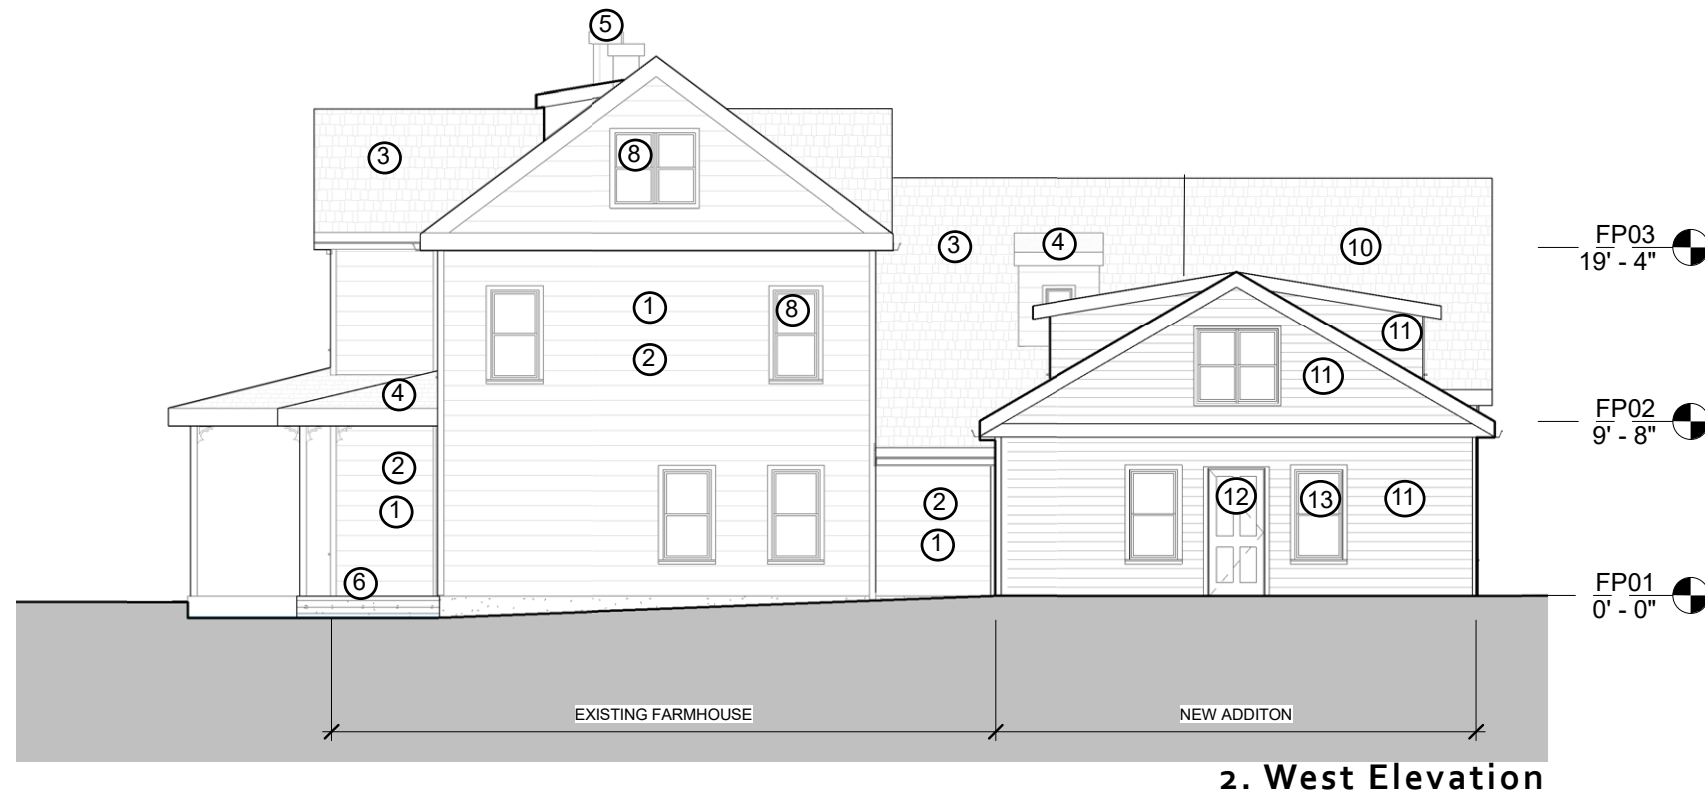 5
8
3
3
4
10
FP03
19' - 4"
1
8
11
2
11
4
FP02
9' - 8"
2
12
13
11
2
1
1
6
FP01
0' - 0"
EXISTING FARMHOUSE
NEW ADDITON
2. West Elevation